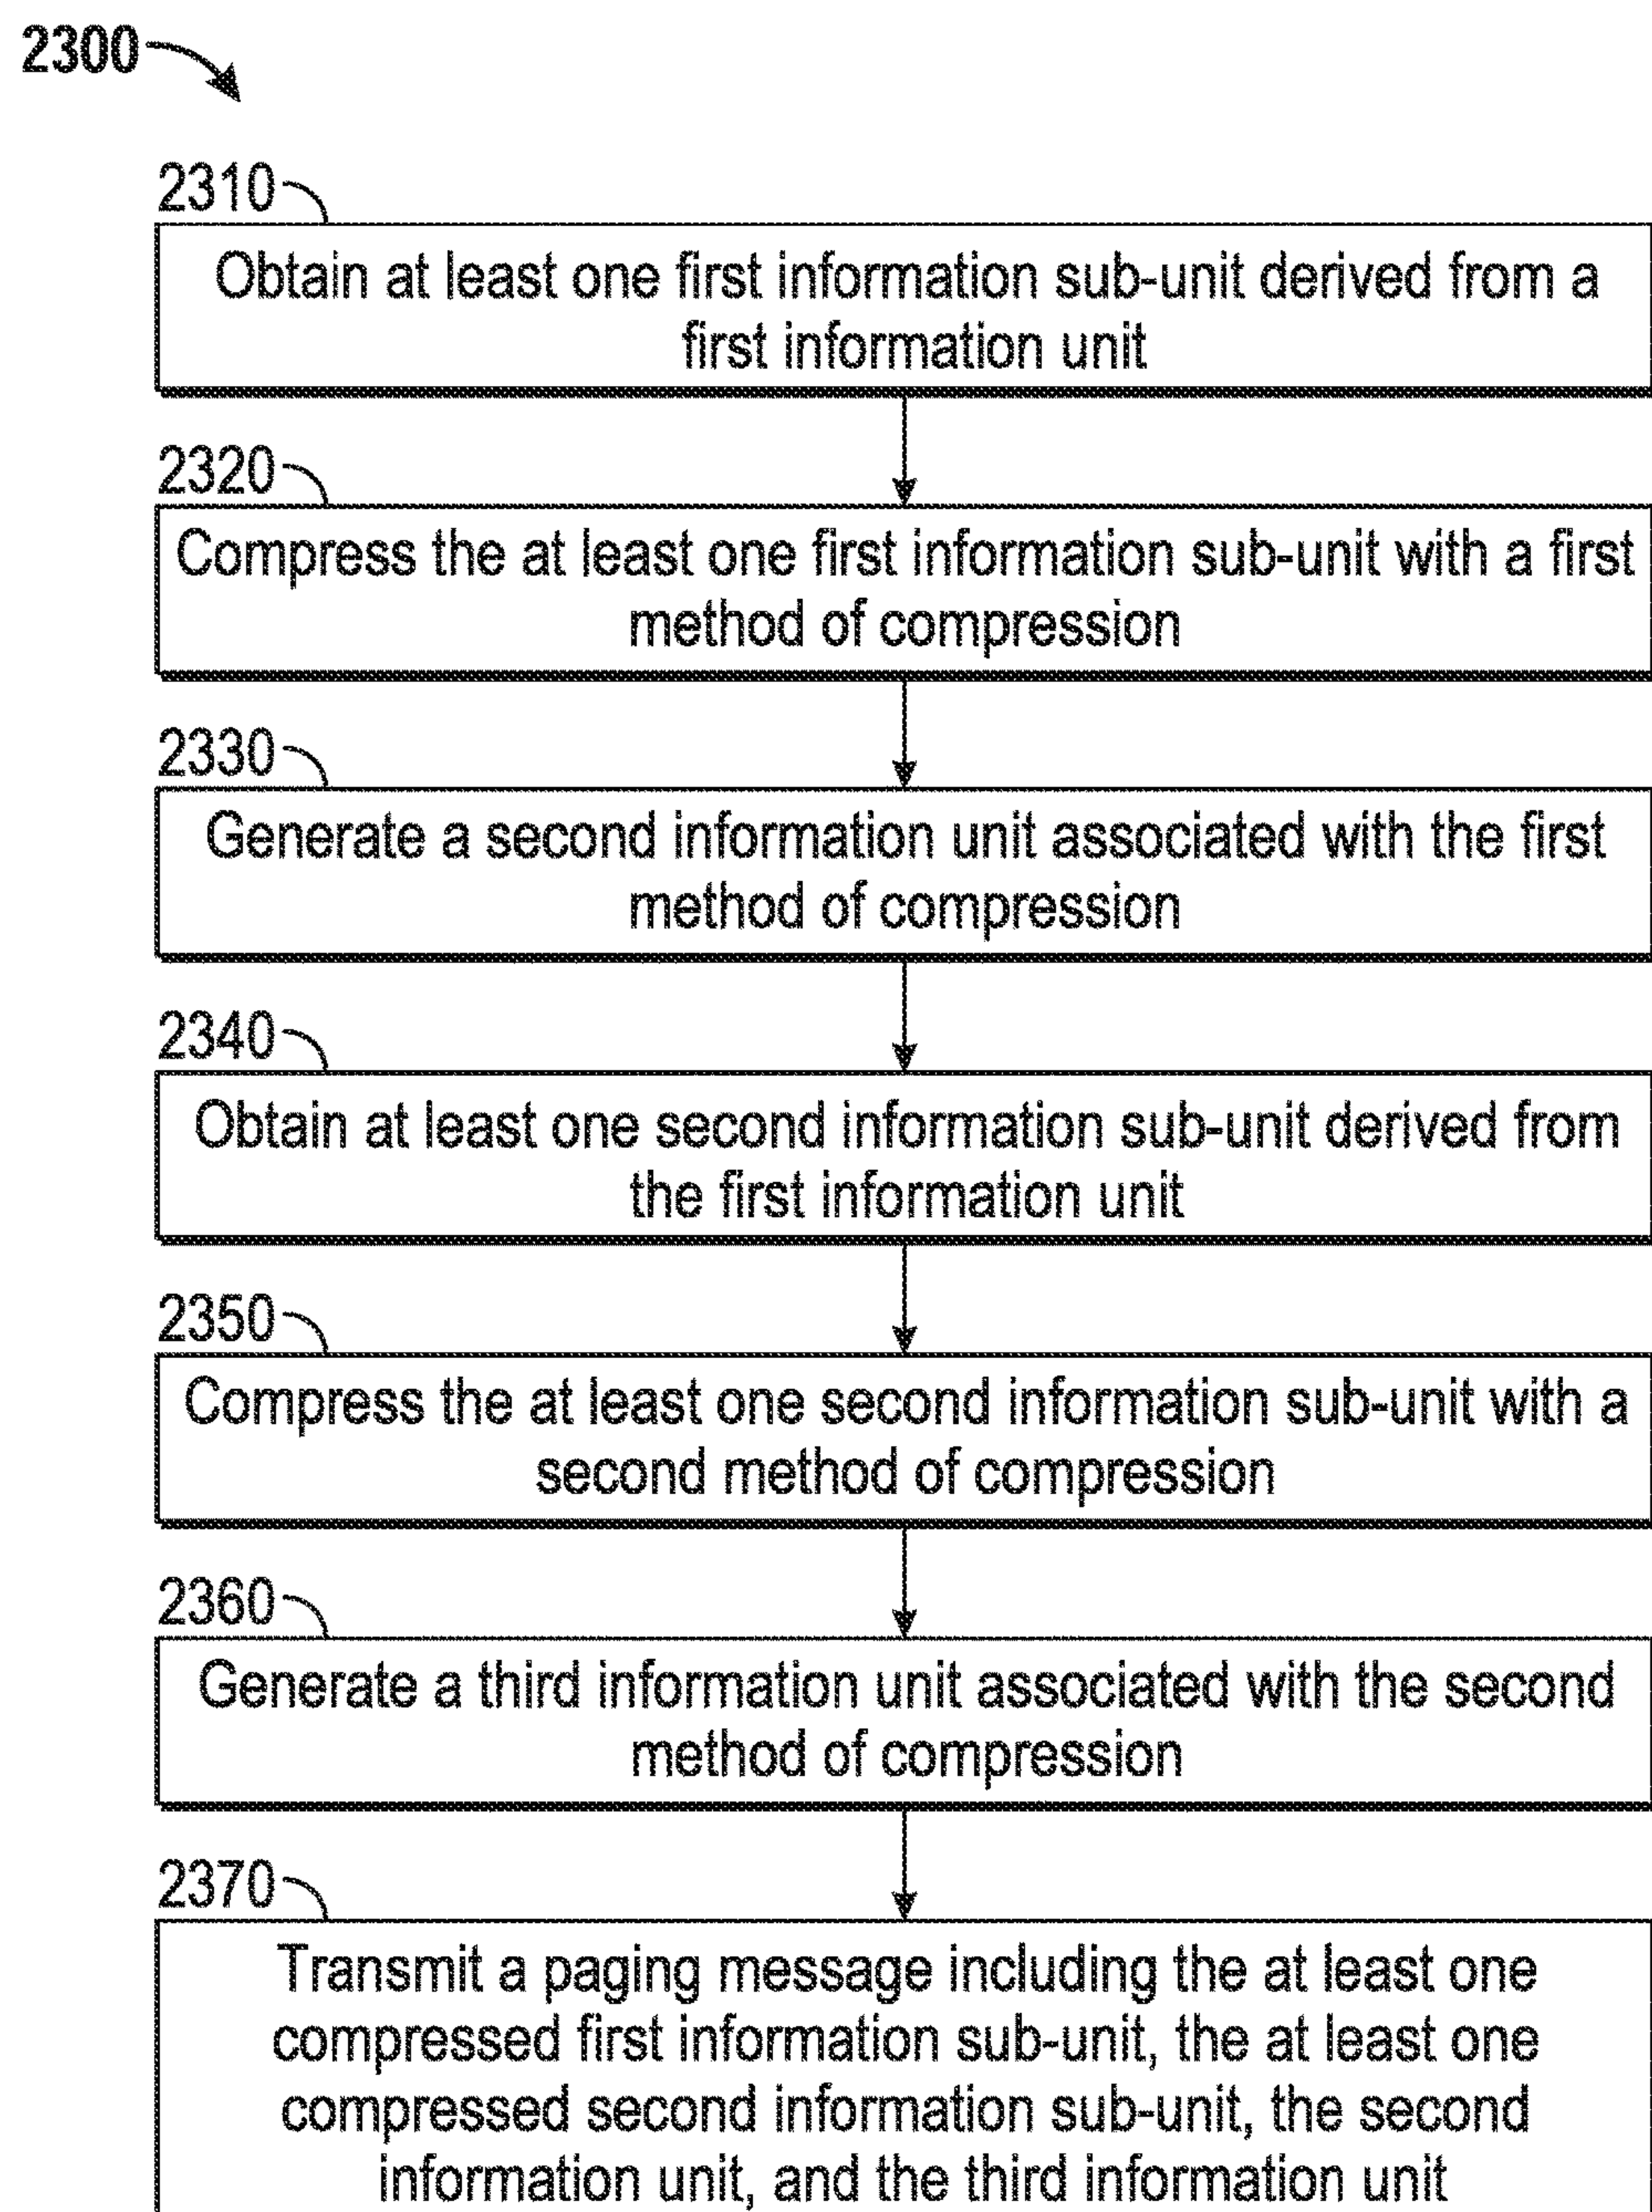 2300
2310
Obtain at least one first information sub-unit derived from a
first information unit
2320
Compress the at least one first information sub-unit with a first
method of compression
2330
Generate a second information unit associated with the first
method of compression
2340
Obtain at least one second information sub-unit derived from
the first information unit
2350
Compress the at least one second information sub-unit with a
second method of compression
2360
Generate a third information unit associated with the second
method of compression
2370
Transmit a paging message including the at least one
compressed first information sub-unit, the at least one
compressed second information sub-unit, the second
information unit, and the third information unit